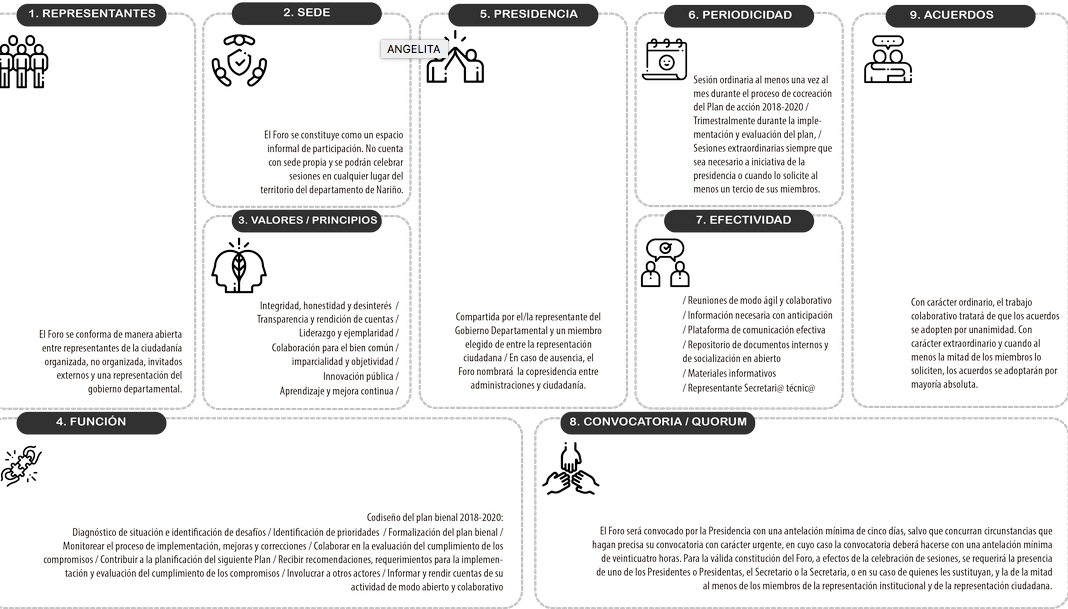 1. REPRESENTANTES
El Foro se conforma de manera abierta
entre representantes de la ciudadanía
organizada, no organizada, invitados
externos y una representación del
gobierno departamental.
2. SEDE
El Foro se constituye como un espacio
informal de participación. No cuenta
con sede propia y se podrán celebrar
sesiones en cualquier lugar del
territorio del departamento de Nariño.
3. VALORES / PRINCIPIOS
Integridad, honestidad y desinterés /
Transparencia y rendición de cuentas /
Liderazgo y ejemplaridad /
Colaboración para el bien común /
imparcialidad y objetividad /
Innovación pública /
Aprendizaje y mejora continua /
5. PRESIDENCIA
ANGELITA
Compartida por el/la representante del
Gobierno Departamental y un miembro
elegido de entre la representación
ciudadana / En caso de ausencia, el
Foro nombrará la copresidencia entre
administraciones y ciudadanía.
6. PERIODICIDAD
Sesión ordinaria al menos una vez al
mes durante el proceso de cocreación
del Plan de acción 2018-2020 /
Trimestralmente durante la imple-
mentación y evaluación del plan, /
Sesiones extraordinarias siempre que
sea necesario a iniciativa de la
presidencia o cuando lo solicite al
menos un tercio de sus miembros.
7. EFECTIVIDAD
/ Reuniones de modo ágil y colaborativo
/ Información necesaria con anticipación
/ Plataforma de comunicación efectiva
/ Repositorio de documentos internos y
de socialización en abierto
/ Materiales informativos
/ Representante Secretari@ técnic@
9. ACUERDOS
Con carácter ordinario, el trabajo
colaborativo tratará de que los acuerdos
se adopten por unanimidad. Con
carácter extraordinario y cuando al
menos la mitad de los miembros lo
soliciten, los acuerdos se adoptarán por
mayoría absoluta.
4. FUNCIÓN
Codiseño del plan bienal 2018-2020:
Diagnóstico de situación e identificación de desafíos / Identificación de prioridades / Formalización del plan bienal /
Monitorear el proceso de implementación, mejoras y correcciones / Colaborar en la evaluación del cumplimiento de los
compromisos / Contribuir a la planificación del siguiente Plan / Recibir recomendaciones, requerimientos para la implemen-
tación y evaluación del cumplimiento de los compromisos / Involucrar a otros actores / Informar y rendir cuentas de su
actividad de modo abierto y colaborativo
8. CONVOCATORIA / QUORUM
El Foro será convocado por la Presidencia con una antelación mínima de cinco días, salvo que concurran circunstancias que
hagan precisa su convocatoria con carácter urgente, en cuyo caso la convocatoria deberá hacerse con una antelación mínima
de veinticuatro horas. Para la válida constitución del Foro, a efectos de la celebración de sesiones, se requerirá la presencia
de uno de los Presidentes o Presidentas, el Secretario o la Secretaria, o en su caso de quienes les sustituyan, y la de la mitad
al menos de los miembros de la representación institucional y de la representación ciudadana.